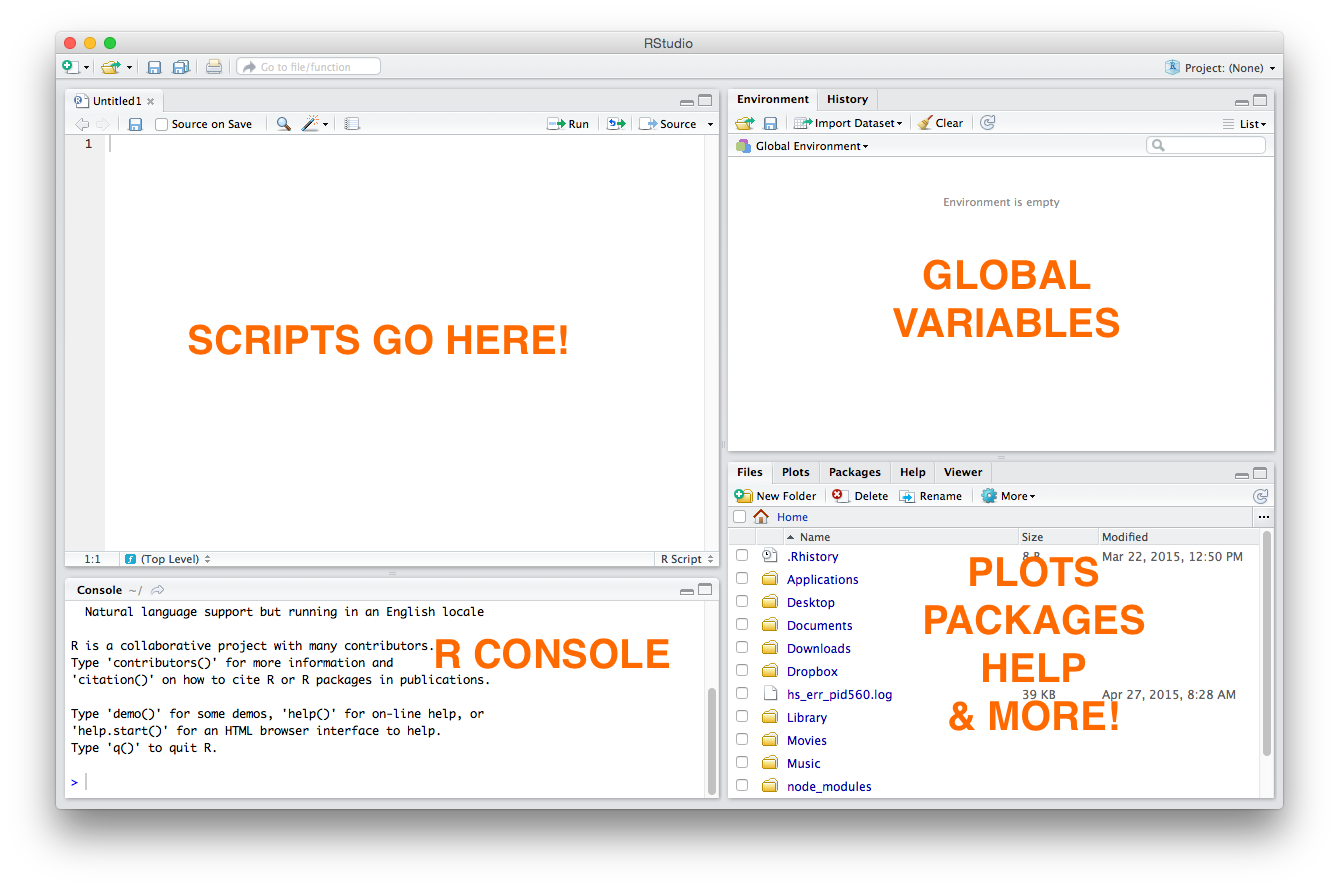 RStudio
Go to file/function
Project: (None)
Untitled1
Source on Save
Run
Source
1
SCRIPTS GO HERE!
1:1
(Top Level)
R Script
Console ~/
Natural language support but running in an English locale
R is a collaborative project with many contributors.
Type 'contributors()' for more information and
'citation()' on how to cite R or R packages in publications.
Type 'demo()' for some demos, 'help()' for on-line help, or
'help.start()' for an HTML browser interface to help.
Type 'q()' to quit R.
>
R CONSOLE
Environment History
Import Dataset Clear List
Global Environment
Environment is empty
GLOBAL
VARIABLES
Files Plots Packages Help Viewer
New Folder Delete Rename More
Home
Name Size Modified
.Rhistory Mar 22, 2015, 12:50 PM
Applications
Desktop
Documents
Downloads
Dropbox
hs_err_pid560.log 39 KB Apr 27, 2015, 8:28 AM
Library
Movies
Music
node_modules
PLOTS
PACKAGES
HELP
& MORE!